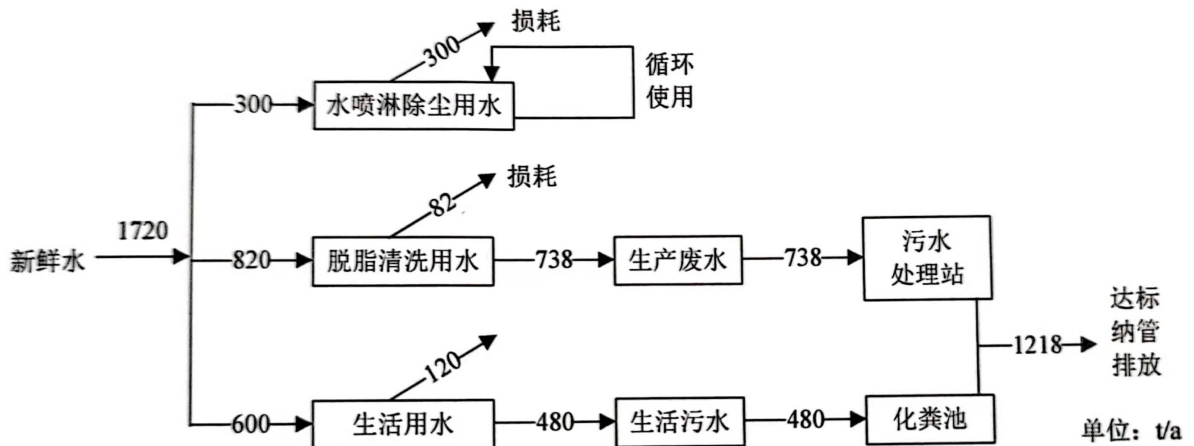 损耗
300
循环
使用
300
水喷淋除尘用水
损耗
82
1720
新鲜水
820
脱脂清洗用水
738
生产废水
738
污水
处理站
达标
纳管
排放
1218
120
600
生活用水
480
生活污水
480
化粪池
单位：t/a